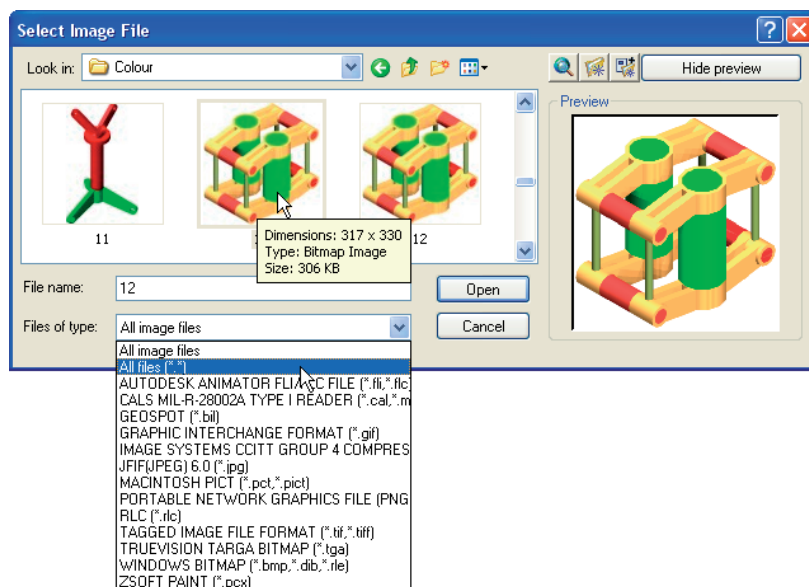 Select Image File
Look in: Colour
Hide preview
Preview
11
12
Dimensions: 317 x 330
Type: Bitmap Image
Size: 306 KB
File name: 12
Open
Files of type: All image files
Cancel
All image files
All files (*.*)
AUTODESK ANIMATOR FILE (*.fli,*.flc
CALS MIL-R-28002A TYPE I READER (*.cal,*.m
GEOSPOT (*.bil)
GRAPHIC INTERCHANGE FORMAT (*.gif)
IMAGE SYSTEMS CCITT GROUP 4 COMPRES
JFIF(JPEG) 6.0 (*.jpg)
MACINTOSH PICT (*.pct,*.pict)
PORTABLE NETWORK GRAPHICS FILE (PNG
RLC (*.rlc)
TAGGED IMAGE FILE FORMAT (*.tif,*.tiff)
TRUEVISION TARGA BITMAP (*.tga)
WINDOWS BITMAP (*.bmp,*.dib,*.rle)
ZSOFT PAINT (*.pcx)